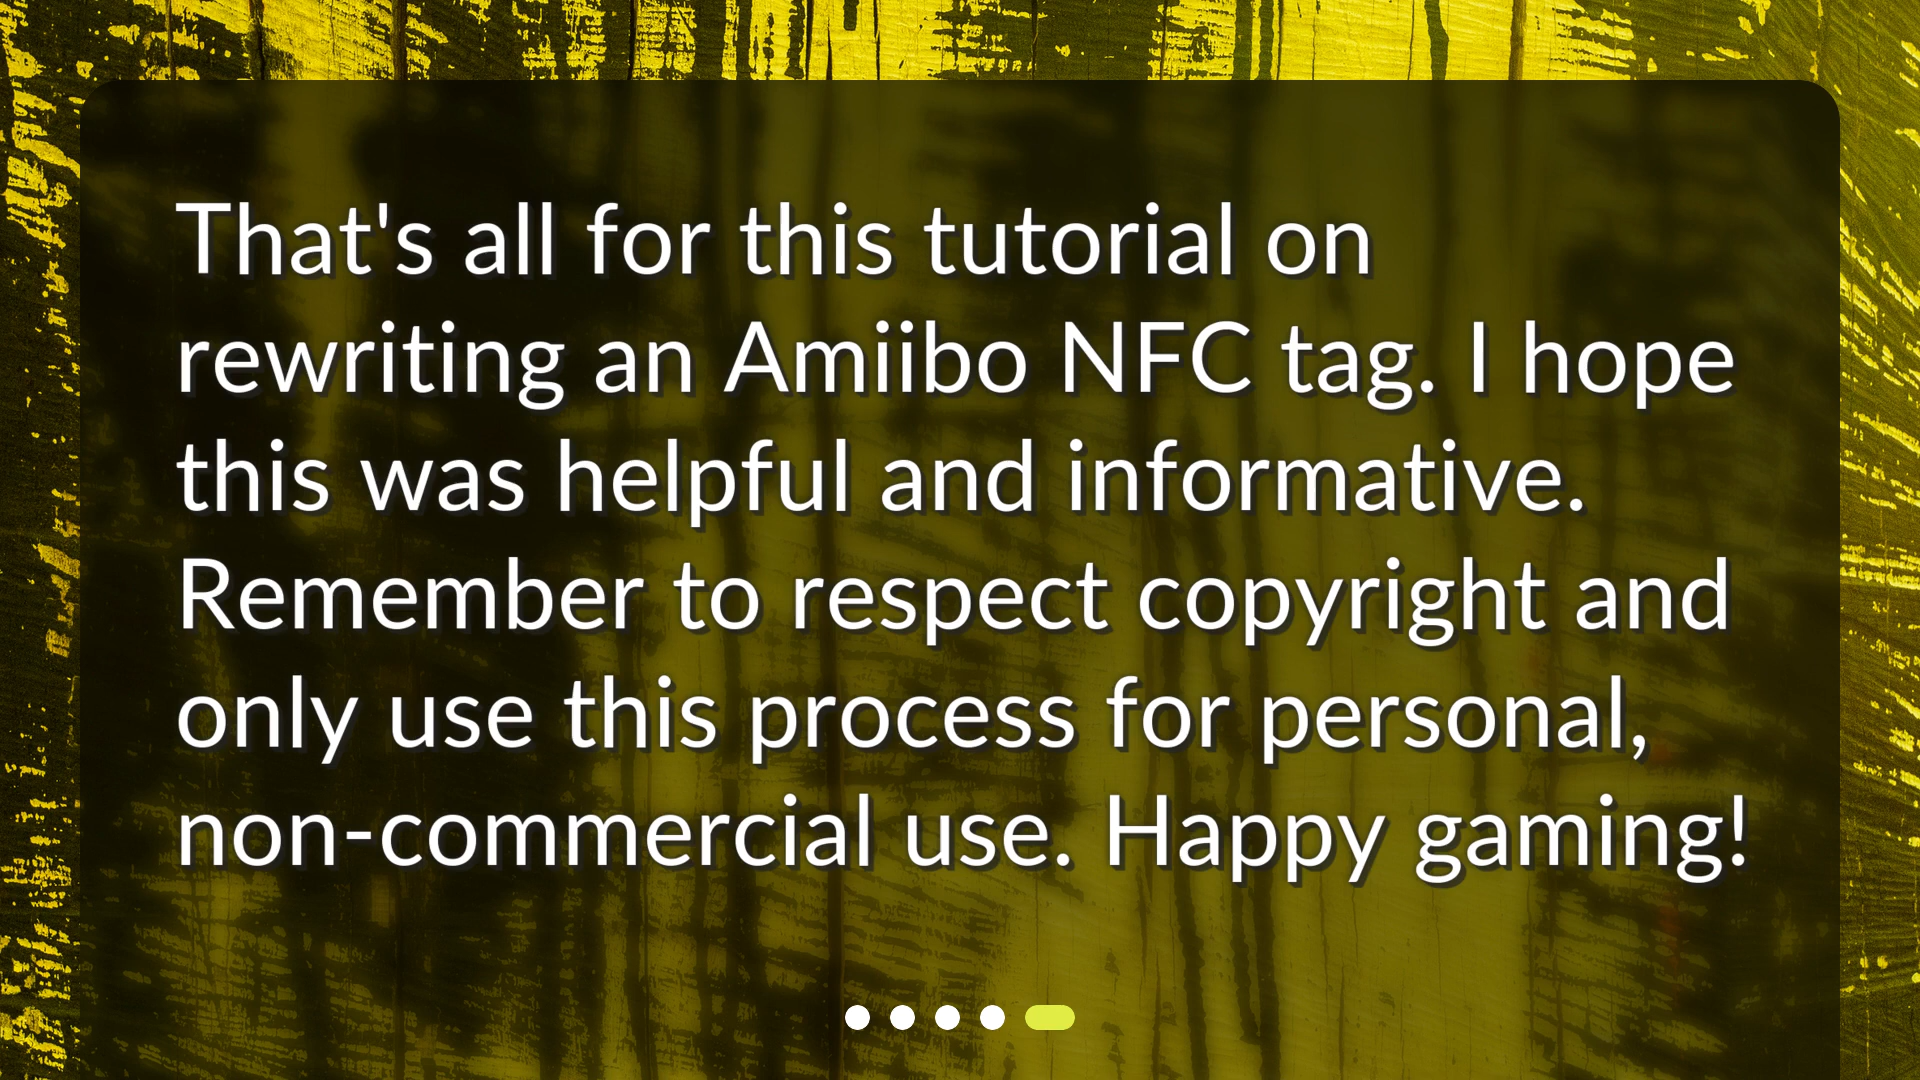 That's all for this tutorial on
rewriting an Amiibo NFC tag. I hope
this was helpful and informative.
Remember to respect copyright and
only use this process for personal,
non-commercial use. Happy gaming!